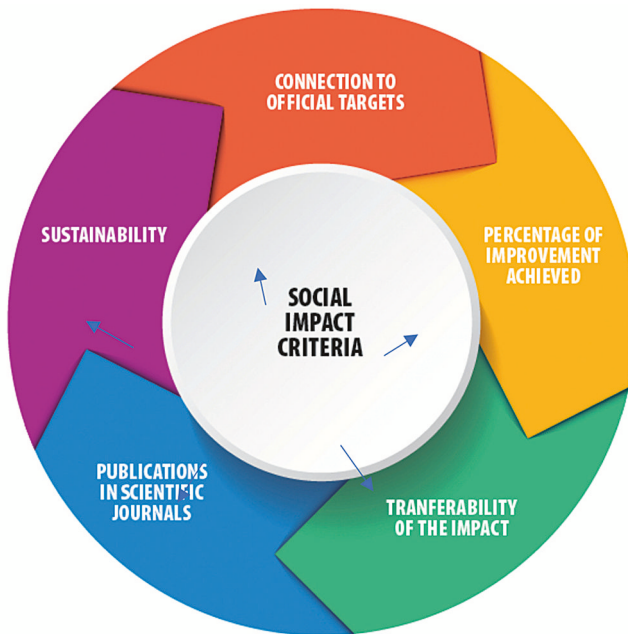 CONNECTION TO
OFFICIAL TARGETS
PERCENTAGE OF
IMPROVEMENT
ACHIEVED
TRANFERABILITY
OF THE IMPACT
PUBLICATIONS
IN SCIENTIFIC
JOURNALS
SUSTAINABILITY
SOCIAL
IMPACT
CRITERIA